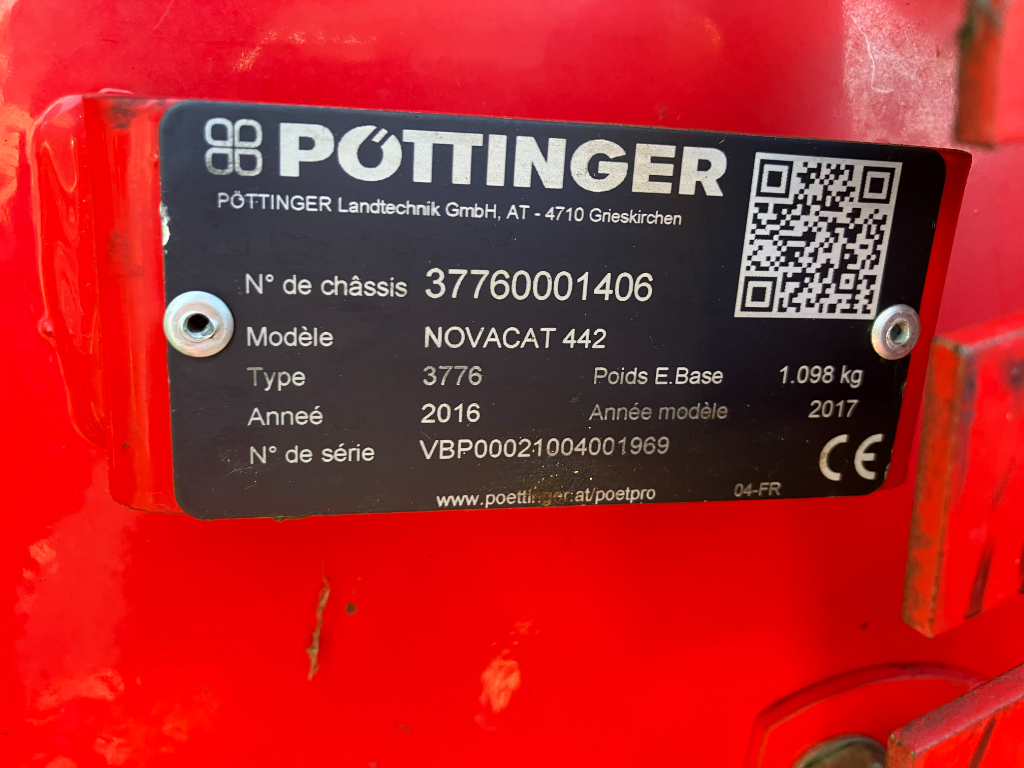 PÖTTINGER
PÖTTINGER Landtechnik GmbH, AT - 4710 Grieskirchen
N° de châssis 37760001406
Modèle NOVACAT 442
Type 3776 Poids E.Base 1.098 kg
Anneé 2016 Année modèle 2017
N° de série VBP00021004001969
CE
www.poettinger.at/poetpro 04-FR